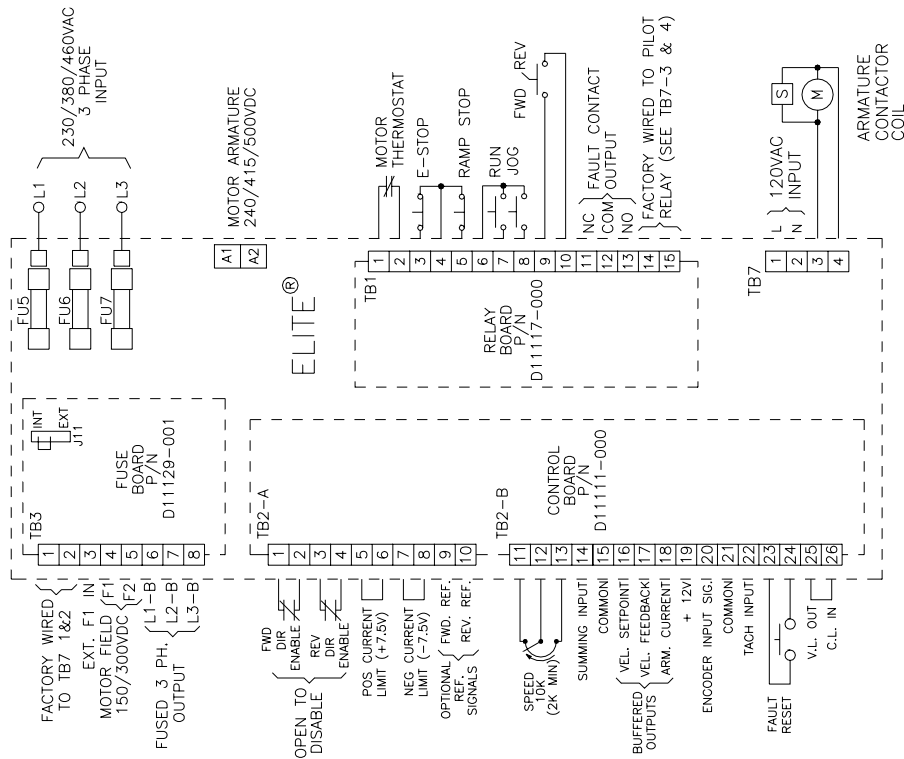 230/380/460VAC
3 PHASE
INPUT
L1
L2
L3
FU5
FU6
FU7
A1
A2
MOTOR ARMATURE
240/415/500VDC
ELITE®
INT
EXT
J11
FUSE
BOARD
P/N
D11129-001
TB3
1
2
3
4
5
6
7
8
FACTORY WIRED
TO TB7 1&2
EXT. F1 IN
MOTOR FIELD
150/300VDC
F1
F2
FUSED 3 PH.
OUTPUT
L1-B
L2-B
L3-B
TB1
1
2
3
4
5
6
7
8
9
10
11
12
13
14
15
MOTOR
THERMOSTAT
E-STOP
RAMP STOP
RUN
JOG
FWD
REV
NC
COM
NO
FAULT CONTACT
OUTPUT
FACTORY WIRED TO PILOT
RELAY (SEE TB7-3 & 4)
RELAY
BOARD
P/N
D11117-000
TB7
1
2
3
4
L
N
120VAC
INPUT
S
M
ARMATURE
CONTACTOR
COIL
TB2-A
1
2
3
4
5
6
7
8
9
10
FWD
DIR
ENABLE
REV
DIR
ENABLE
OPEN TO
DISABLE
POS CURRENT
LIMIT (+7.5V)
NEG CURRENT
LIMIT (-7.5V)
OPTIONAL
REF.
SIGNALS
FWD. REF.
REV. REF.
CONTROL
BOARD
P/N
D11111-000
TB2-B
11
12
13
14
15
16
17
18
19
20
21
22
23
24
25
26
SPEED
10K
(2K MIN)
SUMMING INPUT
COMMON
BUFFERED
OUTPUTS
VEL. SETPOINT
VEL. FEEDBACK
ARM. CURRENT
+ 12V
ENCODER INPUT SIG.
COMMON
TACH INPUT
FAULT
RESET
V.L. OUT
C.L. IN